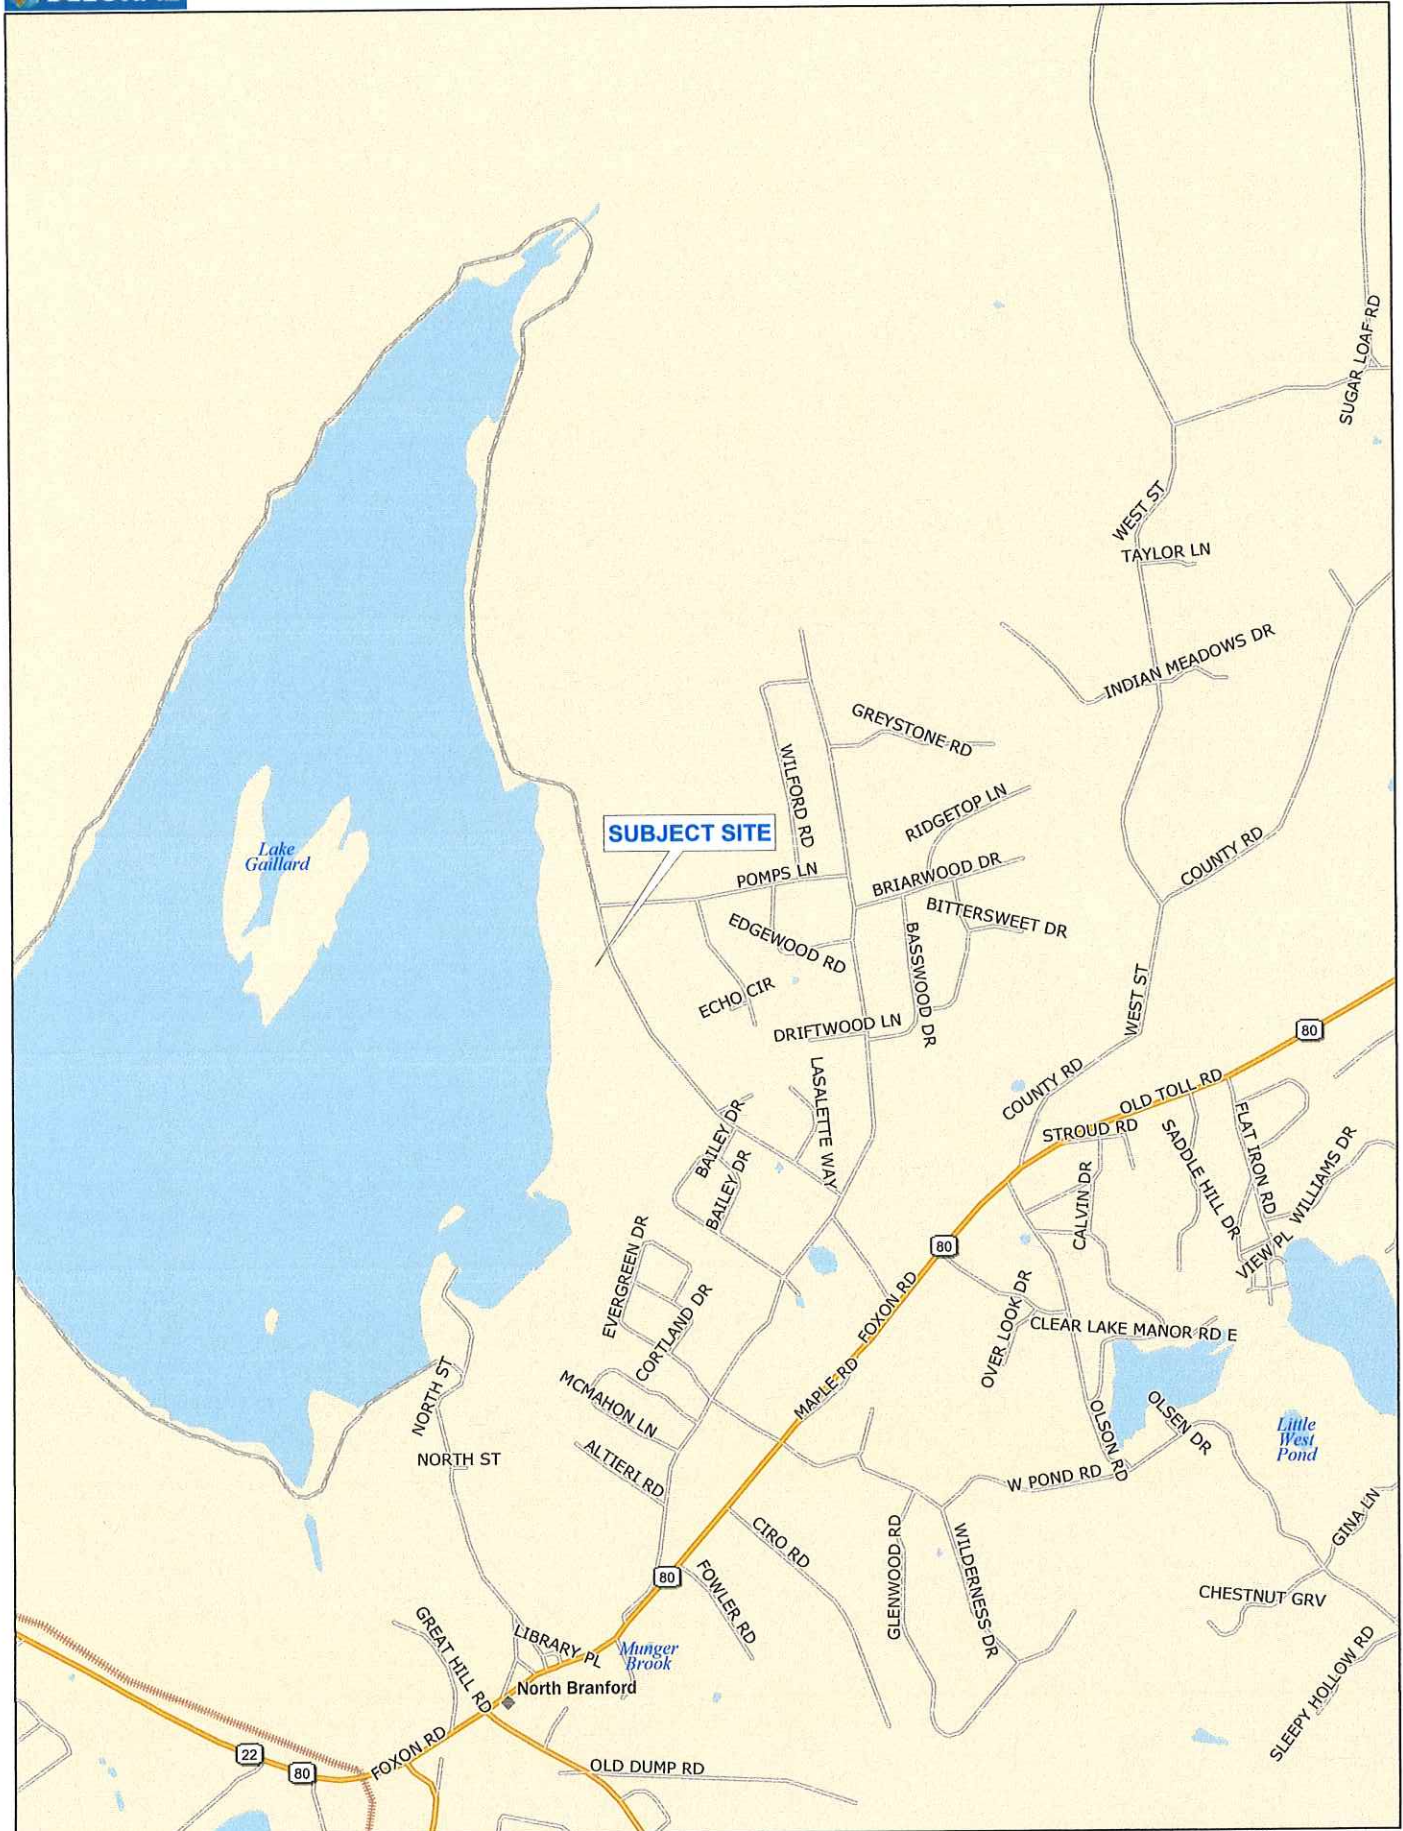 SUGAR LOAF RD
WEST ST
TAYLOR LN
INDIAN MEADOWS DR
GREYSTONE RD
WILFORD RD
RIDGETOP LN
SUBJECT SITE
Lake
Gaillard
COUNTY RD
POMPS LN
BRIARWOOD DR
BITTERSWEET DR
EDGEWOOD RD
BASSWOOD DR
ECHO CIR
DRIFTWOOD LN
WEST ST
80
LASALETTE WAY
COUNTY RD
OLD TOLL RD
STROUD RD
BAILEY DR
BAILEY DR
SADDLE HILL DR
FLAT IRON RD
WILLIAMS DR
CALVIN DR
VIEW PL
80
EVERGREEN DR
CORTLAND DR
FOXON RD
OVER LOOK DR
CLEAR LAKE MANOR RD E
MAPLE RD
MCMAHON LN
NORTH ST
OLSON RD
OLSEN DR
Little
West
Pond
NORTH ST
ALTIERI RD
W POND RD
GINA LN
CIRO RD
GLENWOOD RD
WILDERNESS DR
80
FOWLER RD
CHESTNUT GRV
GREAT HILL RD
LIBRARY PL
Munger
Brook
SLEEPY HOLLOW RD
North Branford
FOXON RD
22
80
OLD DUMP RD